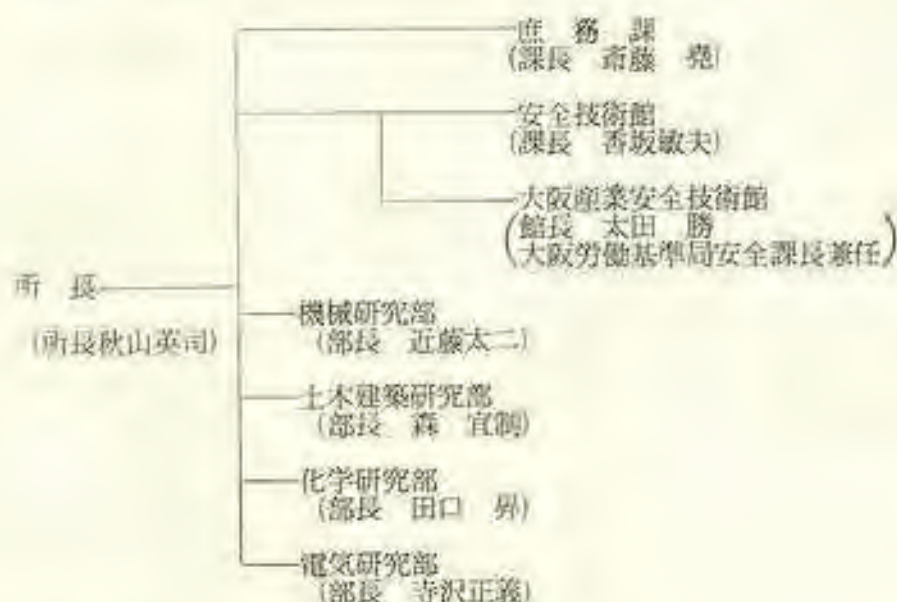 庶務課
(課長 斎藤 堯)
安全技術館
(課長 香坂敏夫)
大阪産業安全技術館
(館長 太田 勝
大阪労働基準局安全課長兼任)
所 長
(所長秋山英司)
機械研究部
(部長 近藤太二)
土木建築研究部
(部長 森 宜制)
化学研究部
(部長 田口 昇)
電気研究部
(部長 寺沢正義)